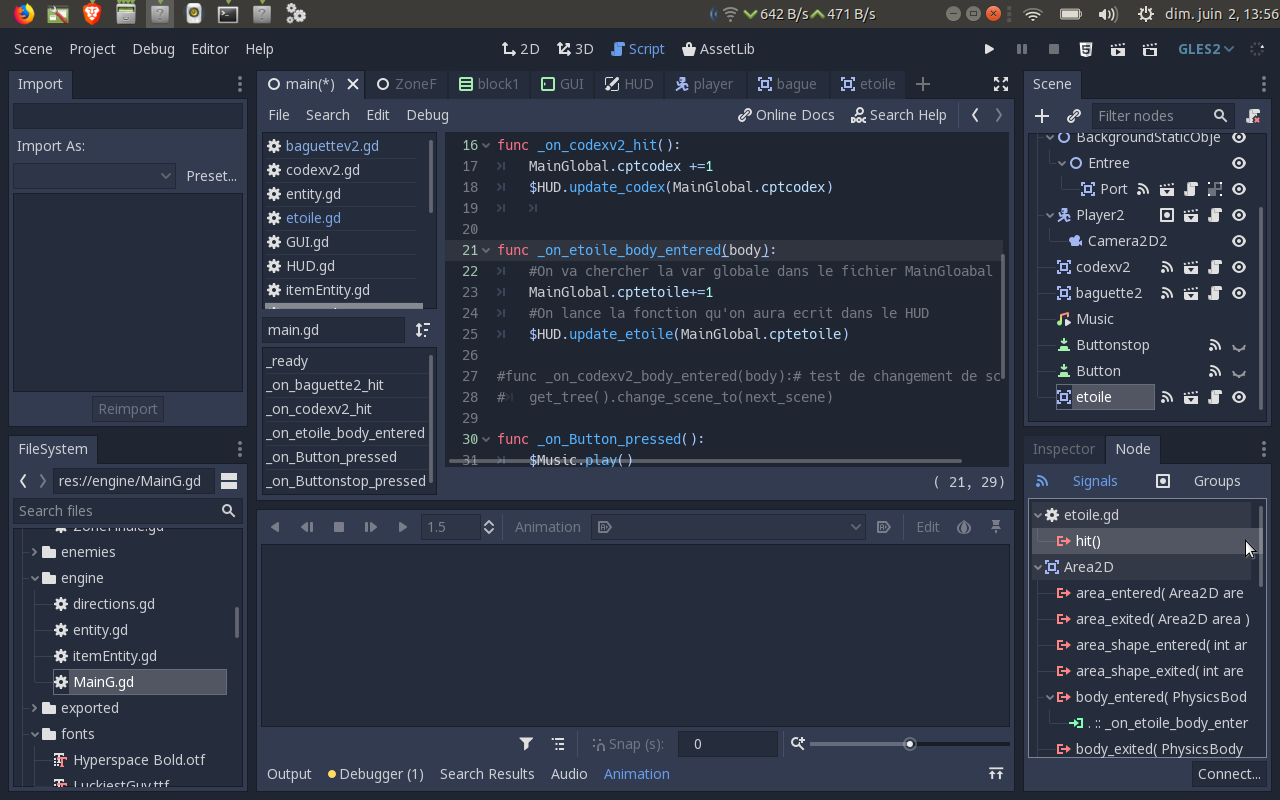 642 B/s 471 B/s dim. juin 2, 13:56
Scene Project Debug Editor Help 2D 3D Script AssetLib GLES2
Import
Import As:
Preset...
Reimport
main(*) ZoneF block1 GUI HUD player bague etoile
File Search Edit Debug Online Docs Search Help
baguettev2.gd
codexv2.gd
entity.gd
etoile.gd
GUI.gd
HUD.gd
itemEntity.gd
main.gd
_ready
_on_baguette2_hit
_on_codexv2_hit
_on_etoile_body_entered
_on_Button_pressed
_on_Buttonstop_pressed
16 func _on_codexv2_hit():
17 MainGlobal.cptcodex +=1
18 $HUD.update_codex(MainGlobal.cptcodex)
19
20
21 func _on_etoile_body_entered(body):
22 #On va chercher la var globale dans le fichier MainGloabal
23 MainGlobal.cptetoile+=1
24 #On lance la fonction qu'on aura ecrit dans le HUD
25 $HUD.update_etoile(MainGlobal.cptetoile)
26
27 #func _on_codexv2_body_entered(body):# test de changement de sc
28 # get_tree().change_scene_to(next_scene)
29
30 func _on_Button_pressed():
31 $Music.play()
( 21, 29)
FileSystem
res://engine/MainG.gd
Search files
ZoneFinale.gd
enemies
engine
directions.gd
entity.gd
itemEntity.gd
MainG.gd
exported
fonts
Hyperspace Bold.otf
LuckiestGuy.ttf
1.5 Animation Edit
Snap (s): 0
Output Debugger (1) Search Results Audio Animation
Scene
Filter nodes
BackgroundStaticObje
Entree
Port
Player2
Camera2D2
codexv2
baguette2
Music
Buttonstop
Button
etoile
Inspector Node
Signals Groups
etoile.gd
hit()
Area2D
area_entered( Area2D are
area_exited( Area2D area )
area_shape_entered( int ar
area_shape_exited( int are
body_entered( PhysicsBod
. :: _on_etoile_body_enter
body_exited( PhysicsBody
Connect...